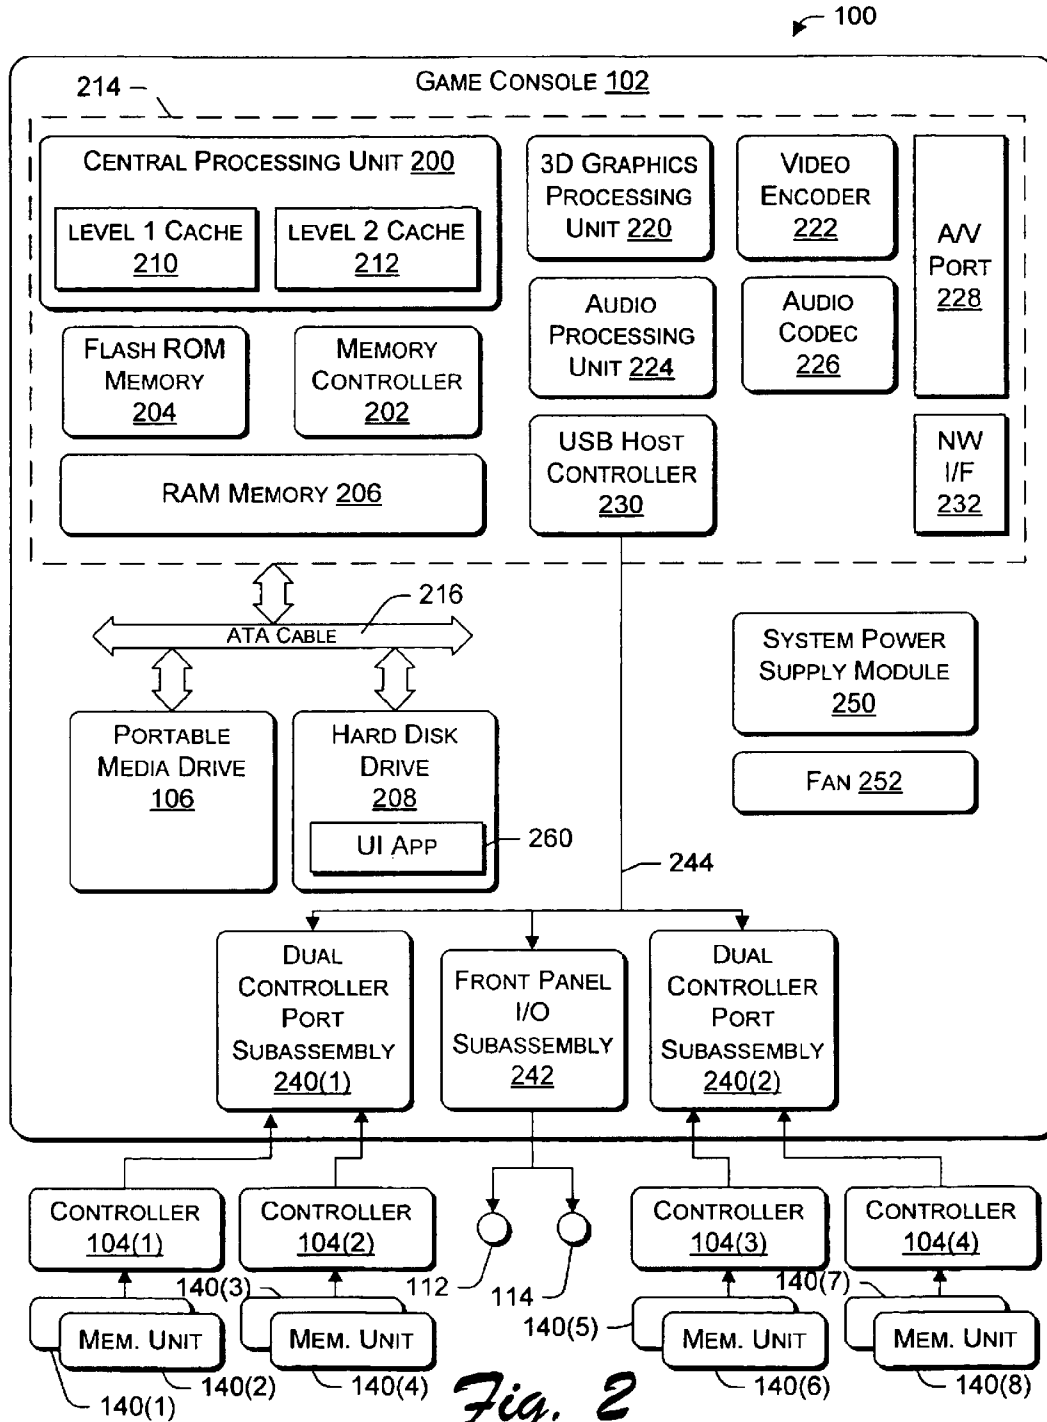 100
GAME CONSOLE 102
214
CENTRAL PROCESSING UNIT 200
LEVEL 1 CACHE
210
LEVEL 2 CACHE
212
3D GRAPHICS
PROCESSING
UNIT 220
VIDEO
ENCODER
222
A/V
PORT
228
FLASH ROM
MEMORY
204
MEMORY
CONTROLLER
202
AUDIO
PROCESSING
UNIT 224
AUDIO
CODEC
226
RAM MEMORY 206
USB HOST
CONTROLLER
230
NW
I/F
232
216
ATA CABLE
SYSTEM POWER
SUPPLY MODULE
250
PORTABLE
MEDIA DRIVE
106
HARD DISK
DRIVE
208
UI APP
260
FAN 252
244
DUAL
CONTROLLER
PORT
SUBASSEMBLY
240(1)
FRONT PANEL
I/O
SUBASSEMBLY
242
DUAL
CONTROLLER
PORT
SUBASSEMBLY
240(2)
CONTROLLER
104(1)
CONTROLLER
104(2)
112
114
CONTROLLER
104(3)
CONTROLLER
104(4)
140(3)
140(7)
140(5)
MEM. UNIT
MEM. UNIT
MEM. UNIT
MEM. UNIT
140(1)
140(2)
140(4)
140(6)
140(8)
Fig. 2